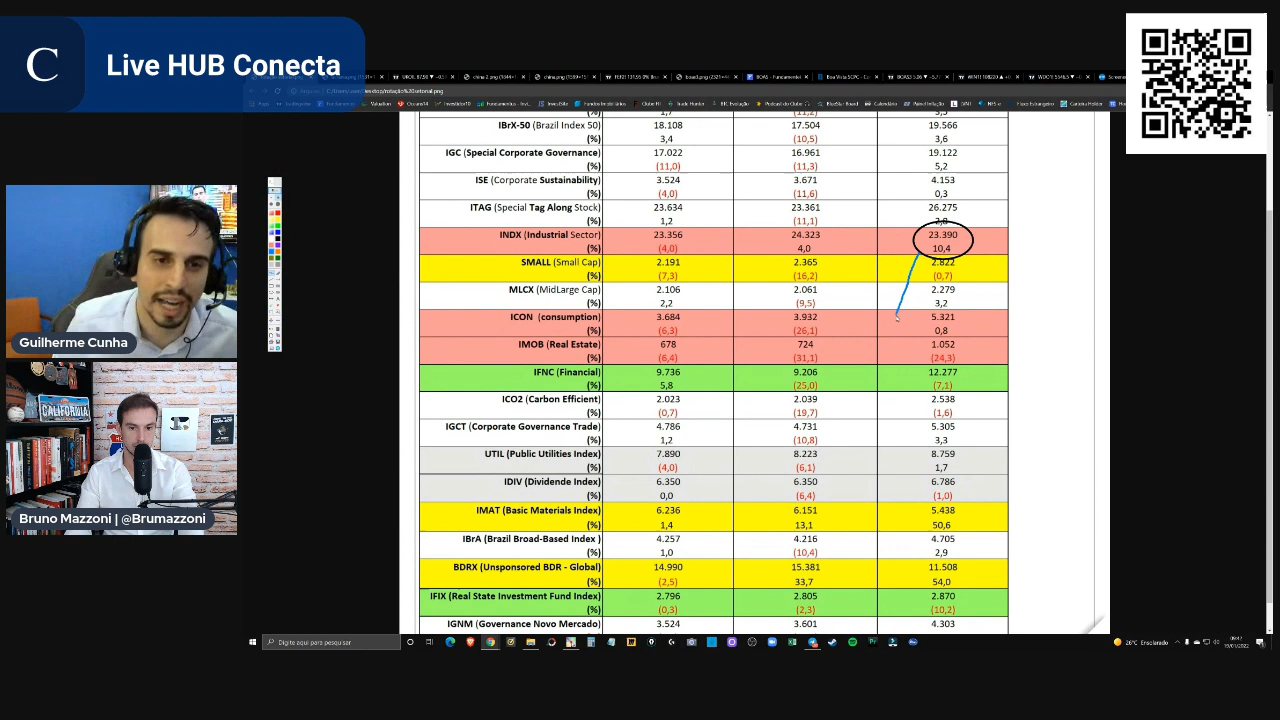 C Live HUB Conecta
Guilherme Cunha
Bruno Mazzoni | @Brumazzoni
CALIFORNIA
IBrX-50 (Brazil Index 50) 18.108 17.504 19.566
(%) 3,4 (10,5) 3,6
IGC (Special Corporate Governance) 17.022 16.961 19.122
(%) (11,0) (11,3) 5,2
ISE (Corporate Sustainability) 3.524 3.671 4.153
(%) (4,0) (11,6) 0,3
ITAG (Special Tag Along Stock) 23.634 23.361 26.275
(%) 1,2 (11,1) 2,8
INDX (Industrial Sector) 23.356 24.323 23.390
(%) (4,0) 4,0 10,4
SMALL (Small Cap) 2.191 2.365 2.822
(%) (7,3) (16,2) (0,7)
MLCX (MidLarge Cap) 2.106 2.061 2.279
(%) 2,2 (9,5) 3,2
ICON (consumption) 3.684 3.932 5.321
(%) (6,3) (26,1) 0,8
IMOB (Real Estate) 678 724 1.052
(%) (6,4) (31,1) (24,3)
IFNC (Financial) 9.736 9.206 12.277
(%) 5,8 (25,0) (7,1)
ICO2 (Carbon Efficient) 2.023 2.039 2.538
(%) (0,7) (19,7) (1,6)
IGCT (Corporate Governance Trade) 4.786 4.731 5.305
(%) 1,2 (10,8) 3,3
UTIL (Public Utilities Index) 7.890 8.223 8.759
(%) (4,0) (6,1) 1,7
IDIV (Dividende Index) 6.350 6.350 6.786
(%) 0,0 (6,4) (1,0)
IMAT (Basic Materials Index) 6.236 6.151 5.438
(%) 1,4 13,1 50,6
IBrA (Brazil Broad-Based Index ) 4.257 4.216 4.705
(%) 1,0 (10,4) 2,9
BDRX (Unsponsored BDR - Global) 14.990 15.381 11.508
(%) (2,5) 33,7 54,0
IFIX (Real State Investment Fund Index) 2.796 2.805 2.870
(%) (0,3) (2,3) (10,2)
IGNM (Governance Novo Mercado) 3.524 3.601 4.303
Digite aqui para pesquisar
26°C Ensolarado
19/01/2022